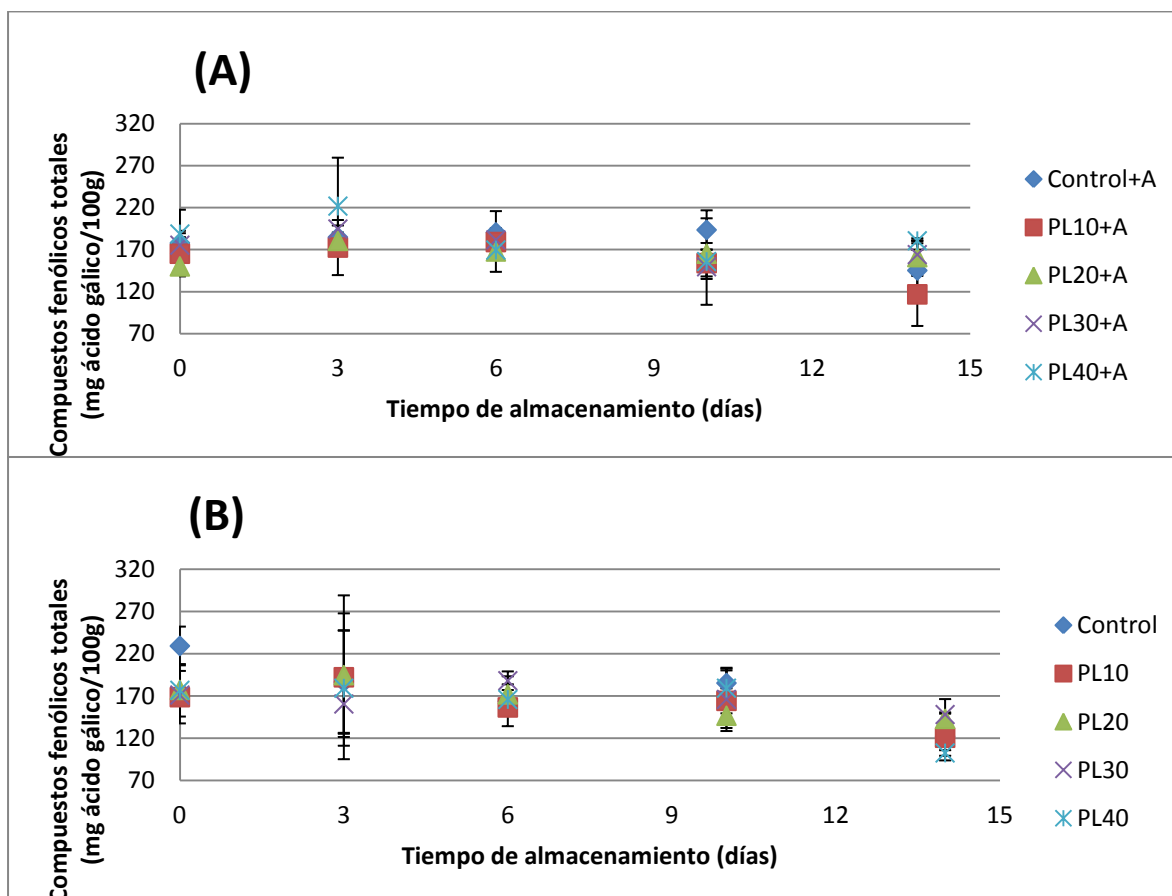 (A)
Compuestos fenólicos totales
(mg ácido gálico/100g)
320
270
220
170
120
70
0 3 6 9 12 15
Tiempo de almacenamiento (días)
Control+A
PL10+A
PL20+A
PL30+A
PL40+A
(B)
Compuestos fenólicos totales
(mg ácido gálico/100g)
320
270
220
170
120
70
0 3 6 9 12 15
Tiempo de almacenamiento (días)
Control
PL10
PL20
PL30
PL40